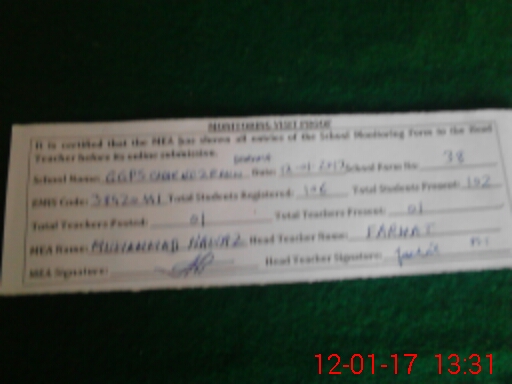 MONITORING VISIT PROOF
It is certified that the MEA has shown all entries of the School Monitoring Form to the Head
Teacher before its online submission.
School Name: GGPS Date: 12-01-2017 School Form No: 38
EMIS Code: Total Students Registered: 106 Total Students Present: 102
Total Teachers Posted: 01 Total Teachers Present: 01
MEA Name: MUHAMMAD NAWAZ Head Teacher Name: FARHAT
MEA Signature: Head Teacher Signature:
12-01-17 13:31